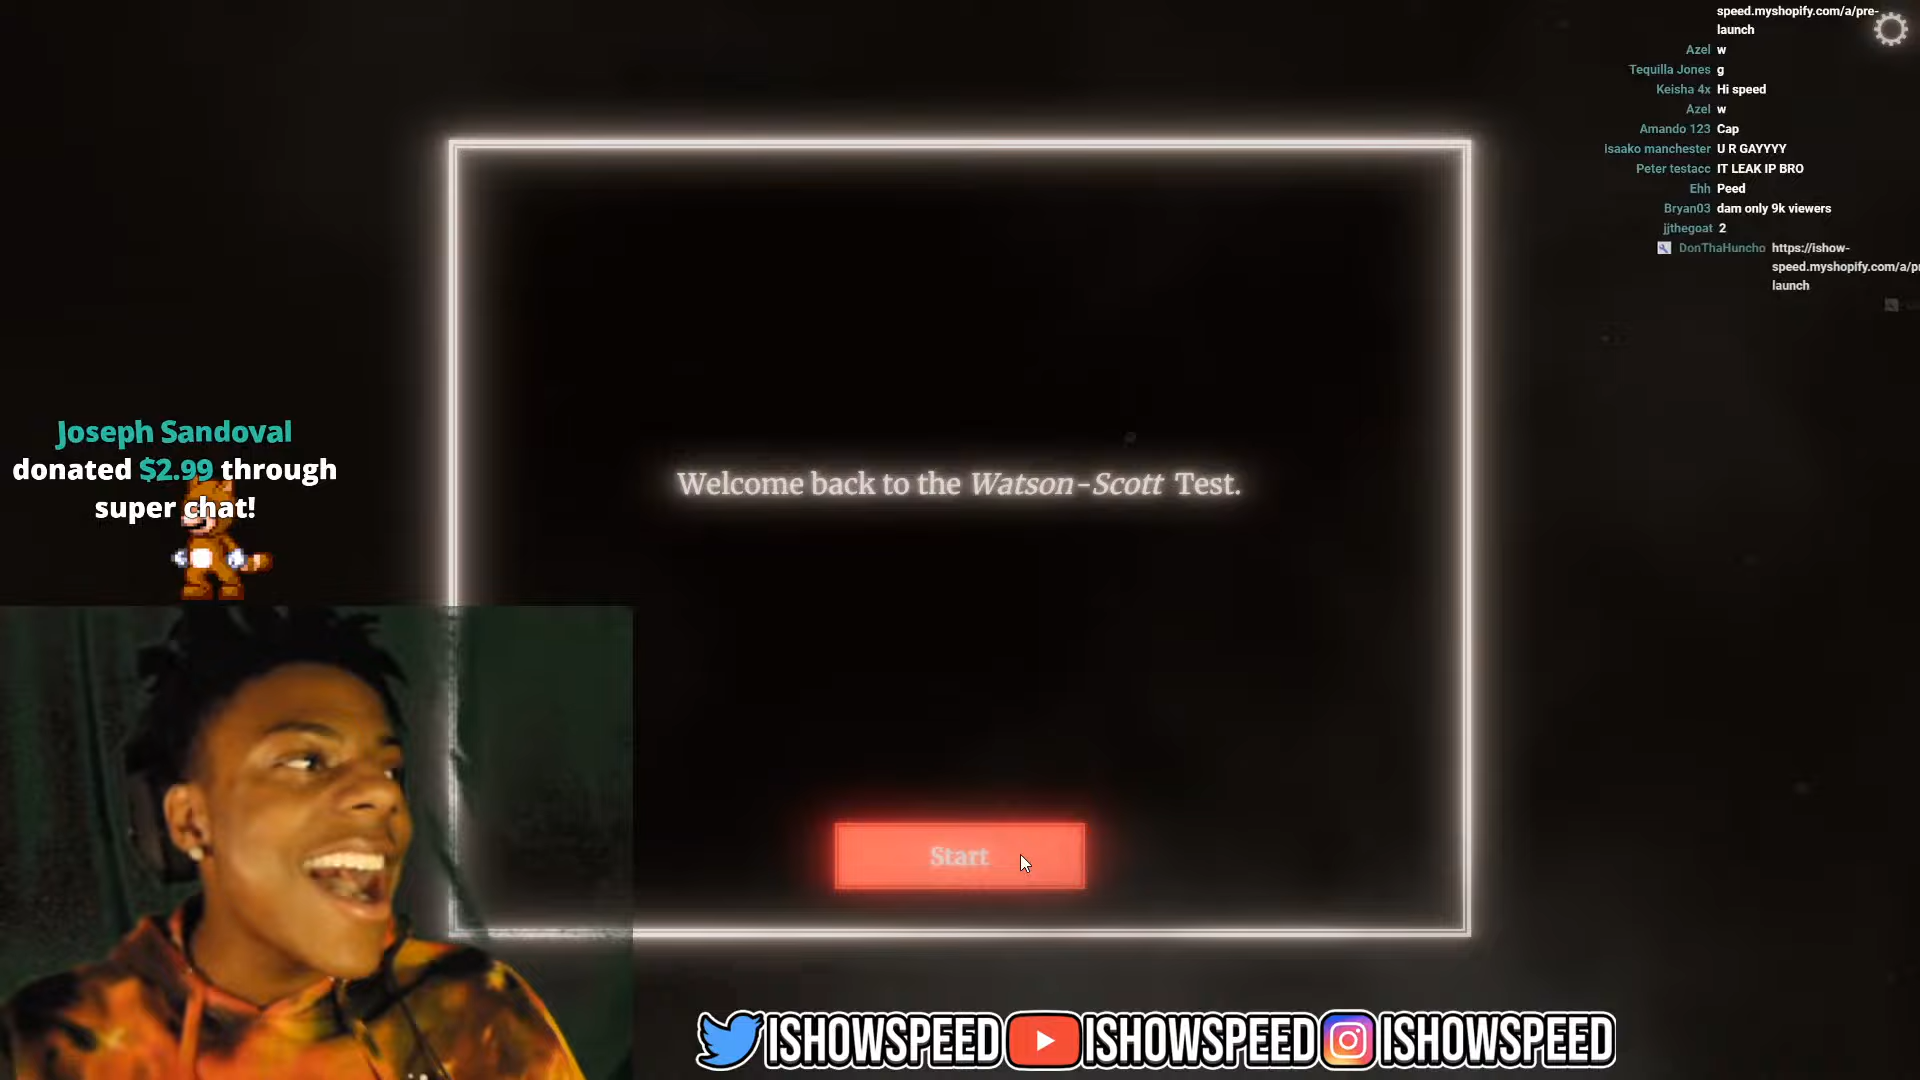 speed.myshopify.com/a/pre-
launch
Azel w
Tequilla Jones g
Keisha 4x Hi speed
Azel w
Amando 123 Cap
isaako manchester U R GAYYYY
Peter testacc IT LEAK IP BRO
Ehh Peed
Bryan03 dam only 9k viewers
jjthegoat 2
DonThaHuncho https://ishow-
speed.myshopify.com/a/pr
launch
Joseph Sandoval
donated $2.99 through
super chat!
Welcome back to the Watson-Scott Test.
Start
ISHOWSPEED ISHOWSPEED ISHOWSPEED